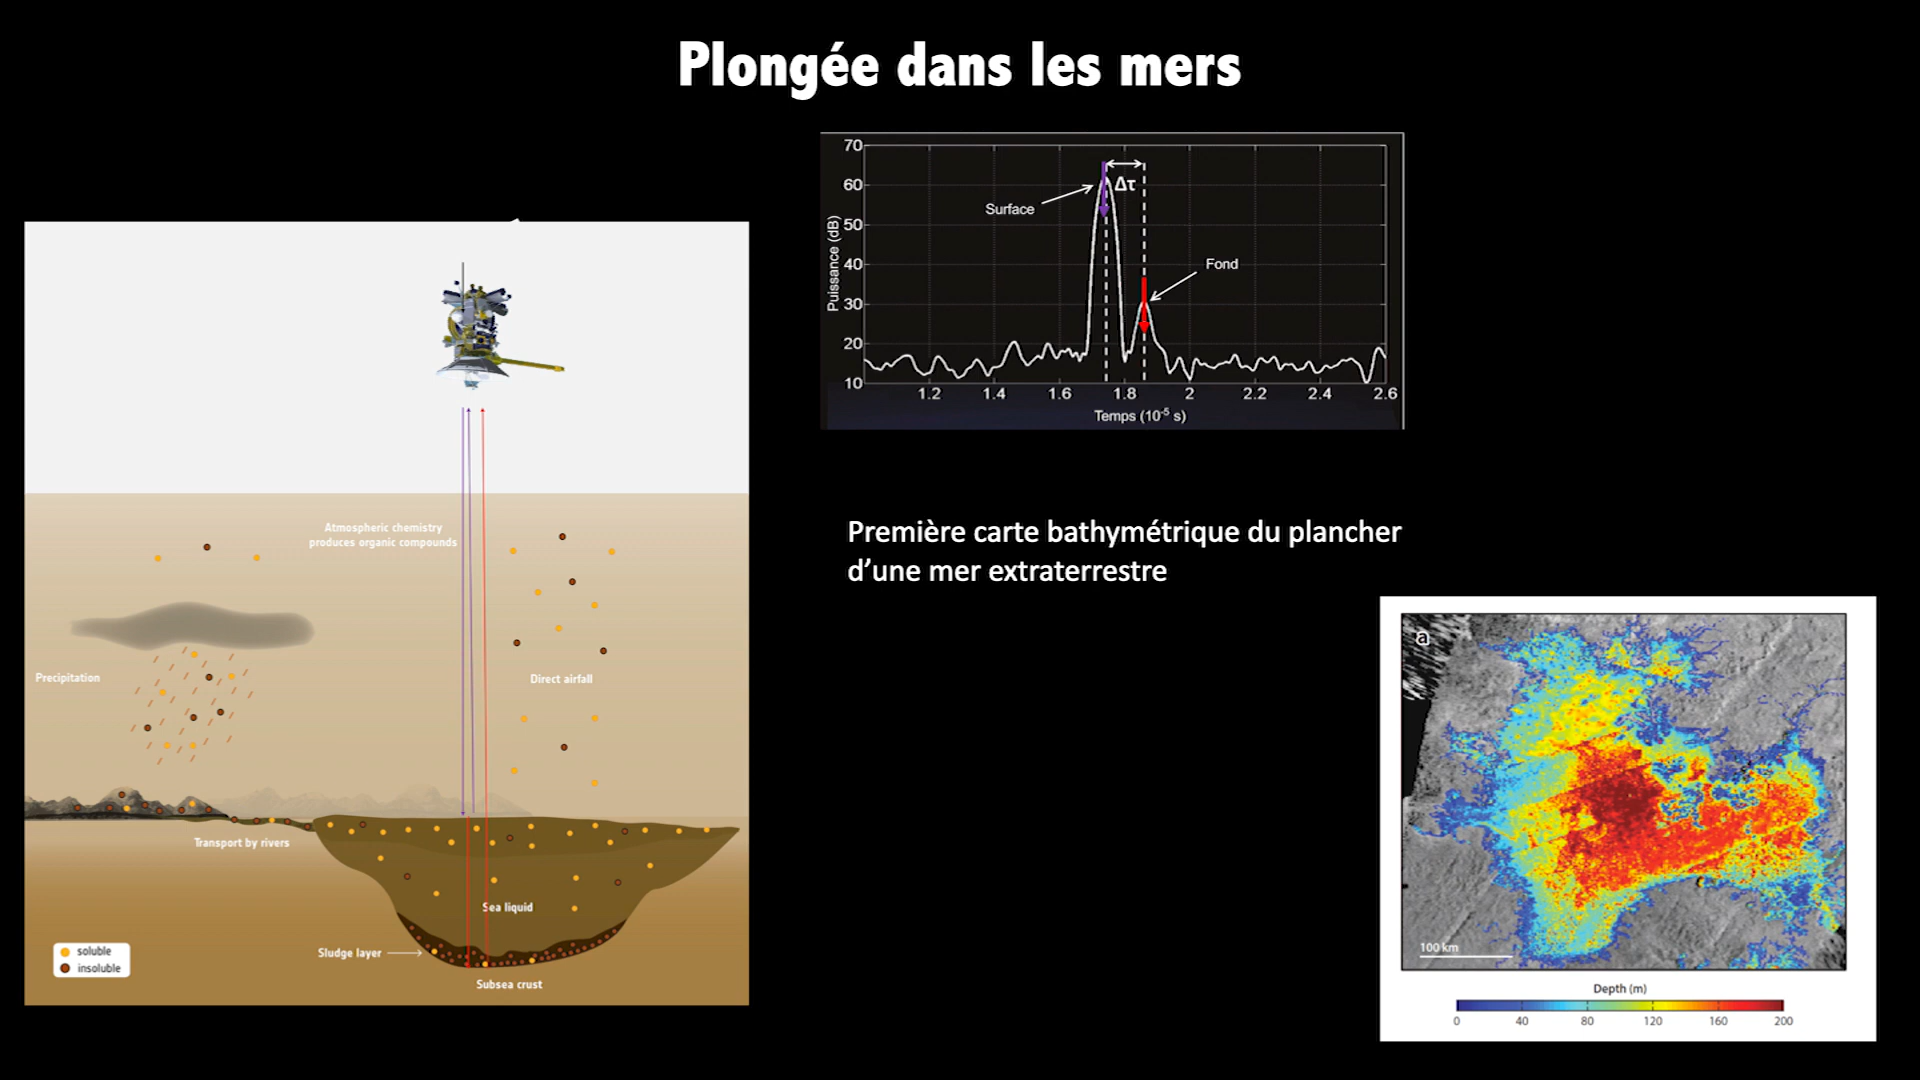 Plongée dans les mers
Atmospheric chemistry
produces organic compounds
Precipitation
Direct airfall
Transport by rivers
Sea liquid
Sludge layer
Subsea crust
soluble
insoluble
70
60
50
40
30
20
10
Puissance (dB)
Surface
Δτ
Fond
1.2 1.4 1.6 1.8 2 2.2 2.4 2.6
Temps (10⁻⁵ s)
Première carte bathymétrique du plancher
d’une mer extraterrestre
a
100 km
Depth (m)
0 40 80 120 160 200